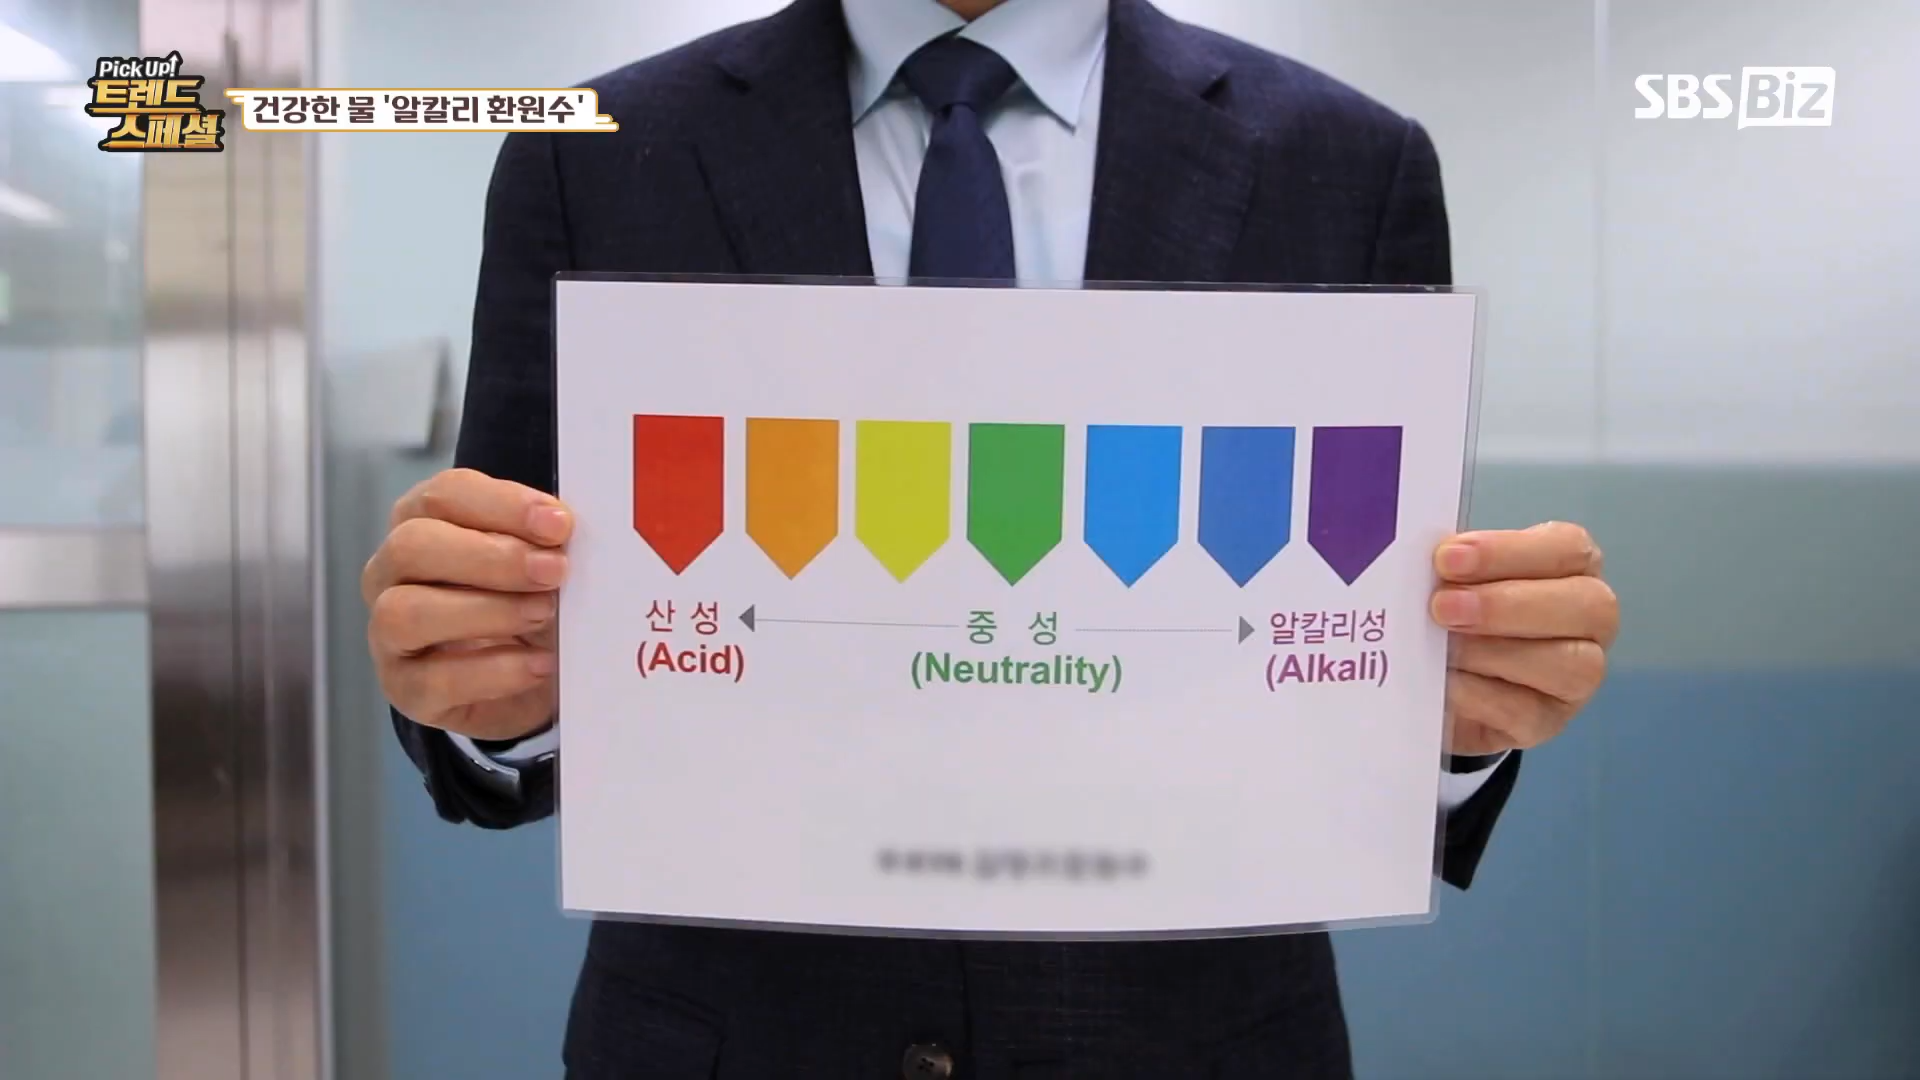 Pick Up!
트렌드
스페셜
건강한 물 '알칼리 환원수'
SBS Biz
산 성
중 성
알칼리성
(Acid)
(Neutrality)
(Alkali)